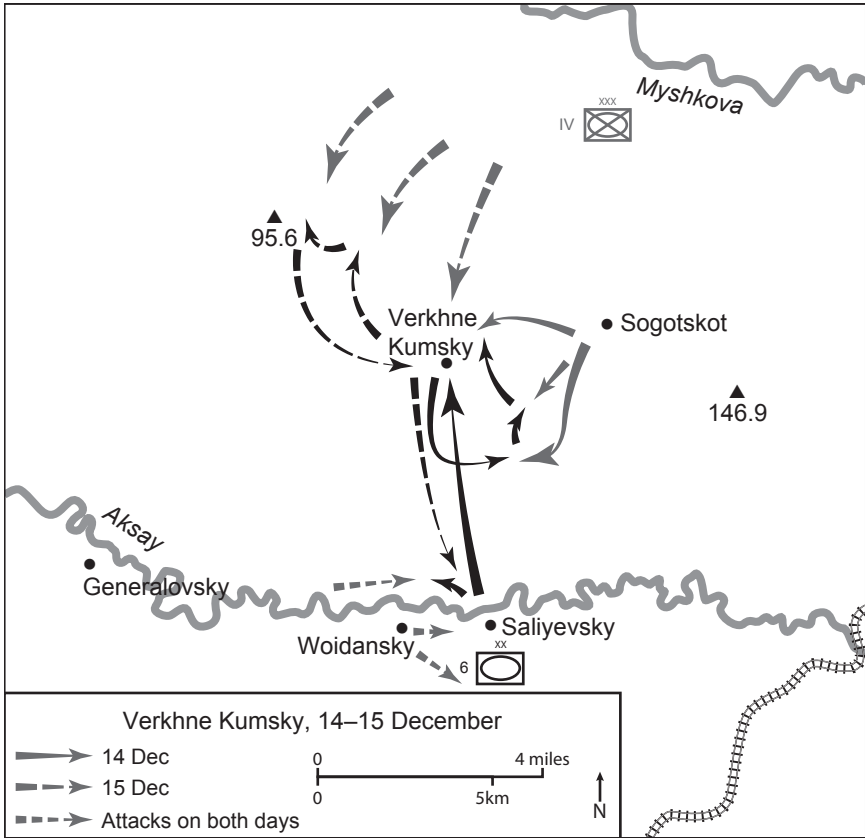 Myshkova
xxx
IV
95.6
Verkhne
Kumsky
Sogotskot
146.9
Aksay
Generalovsky
Woidansky
Saliyevsky
xx
6
Verkhne Kumsky, 14–15 December
14 Dec
15 Dec
Attacks on both days
0 4 miles
0 5km
N